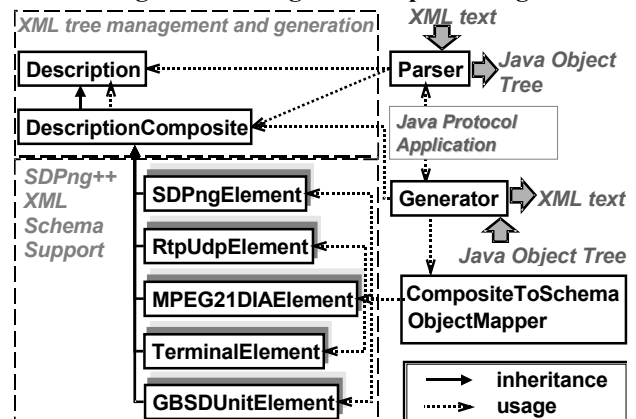 XML tree management and generation
XML text
Description
Parser
Java Object
Tree
DescriptionComposite
Java Protocol
Application
SDPng++
XML
Schema
Support
SDPngElement
Generator
XML text
RtpUdpElement
Java Object Tree
MPEG21DIAElement
CompositeToSchema
ObjectMapper
TerminalElement
GBSDUnitElement
inheritance
usage